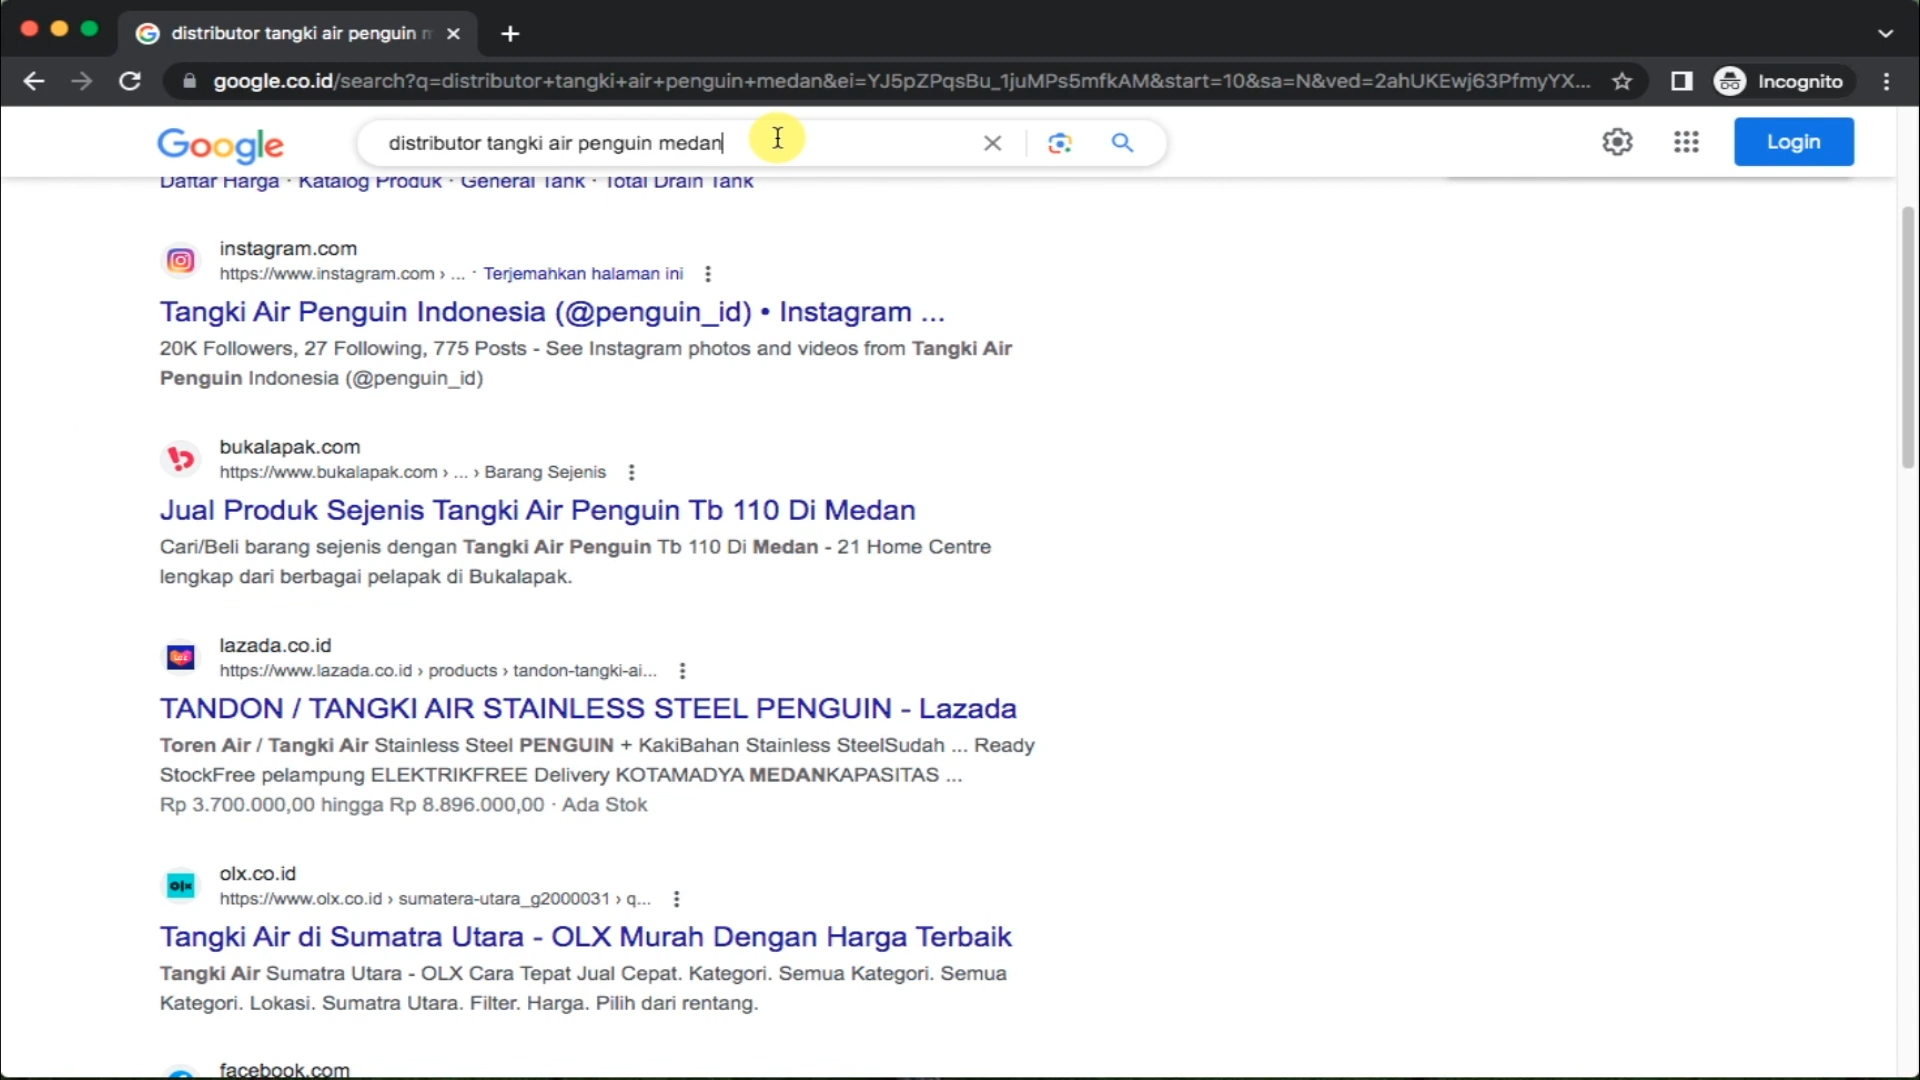 distributor tangki air penguin m
google.co.id/search?q=distributor+tangki+air+penguin+medan&ei=YJ5pZPqsBu_1juMPs5mfkAM&start=10&sa=N&ved=2ahUKEwj63PfmyYX...
Incognito
Google
distributor tangki air penguin medan
Login
Daftar Harga · Katalog Produk · General Tank · Total Drain Tank
instagram.com
https://www.instagram.com › ... · Terjemahkan halaman ini
Tangki Air Penguin Indonesia (@penguin_id) • Instagram ...
20K Followers, 27 Following, 775 Posts - See Instagram photos and videos from Tangki Air
Penguin Indonesia (@penguin_id)
bukalapak.com
https://www.bukalapak.com › ... › Barang Sejenis
Jual Produk Sejenis Tangki Air Penguin Tb 110 Di Medan
Cari/Beli barang sejenis dengan Tangki Air Penguin Tb 110 Di Medan - 21 Home Centre
lengkap dari berbagai pelapak di Bukalapak.
lazada.co.id
https://www.lazada.co.id › products › tandon-tangki-ai...
TANDON / TANGKI AIR STAINLESS STEEL PENGUIN - Lazada
Toren Air / Tangki Air Stainless Steel PENGUIN + KakiBahan Stainless SteelSudah ... Ready
StockFree pelampung ELEKTRIKFREE Delivery KOTAMADYA MEDANKAPASITAS ...
Rp 3.700.000,00 hingga Rp 8.896.000,00 · Ada Stok
olx
olx.co.id
https://www.olx.co.id › sumatera-utara_g2000031 › q...
Tangki Air di Sumatra Utara - OLX Murah Dengan Harga Terbaik
Tangki Air Sumatra Utara - OLX Cara Tepat Jual Cepat. Kategori. Semua Kategori. Semua
Kategori. Lokasi. Sumatra Utara. Filter. Harga. Pilih dari rentang.
facebook.com